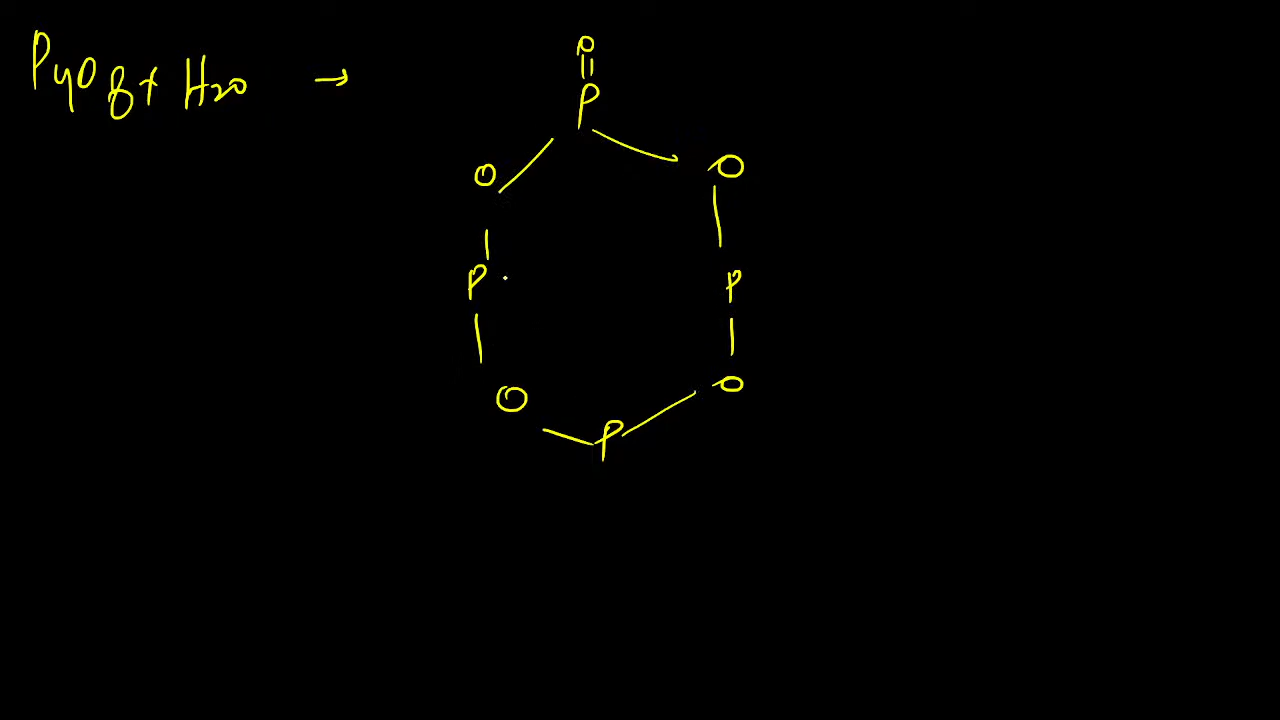 P4O8 + H2O →
O
P
O O
P P
O O
P